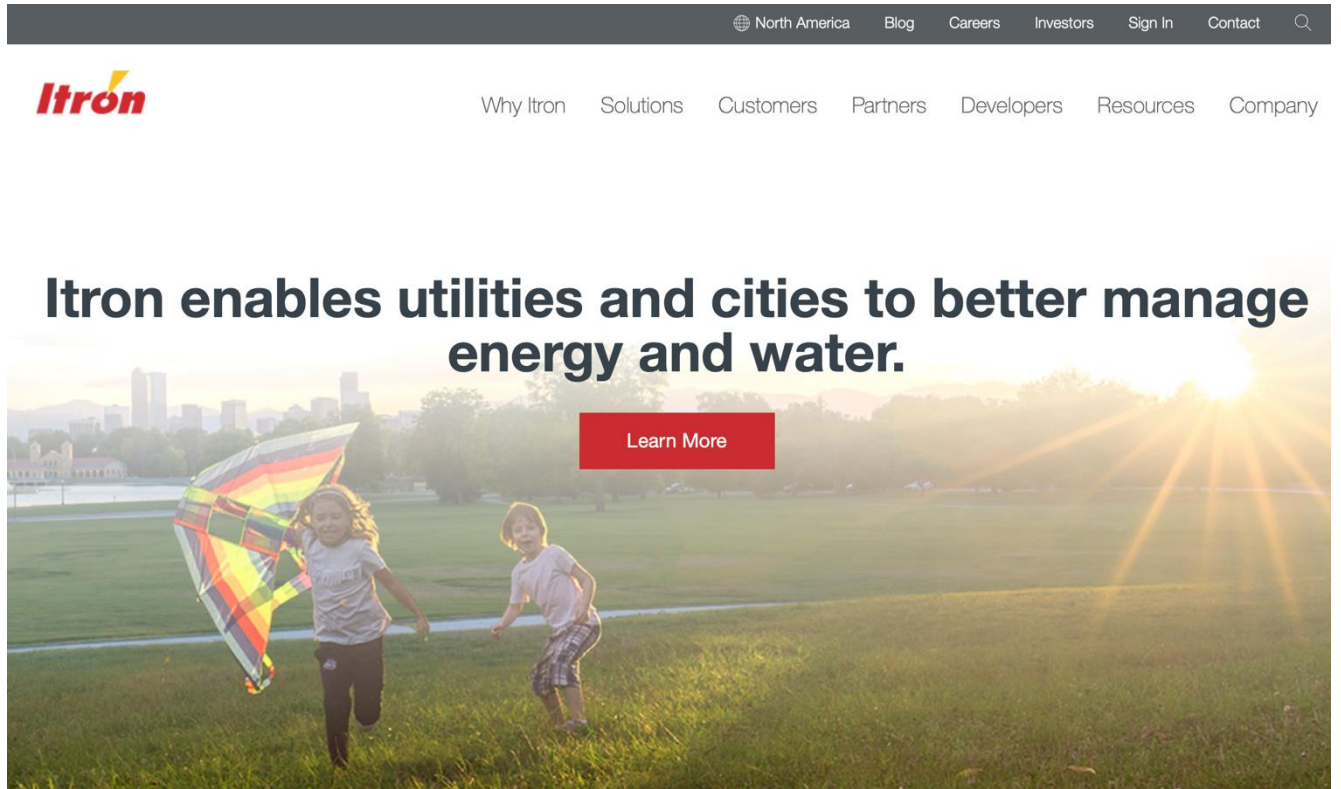 North America Blog Careers Investors Sign In Contact
Itron
Why Itron Solutions Customers Partners Developers Resources Company
Itron enables utilities and cities to better manage
energy and water.
Learn More